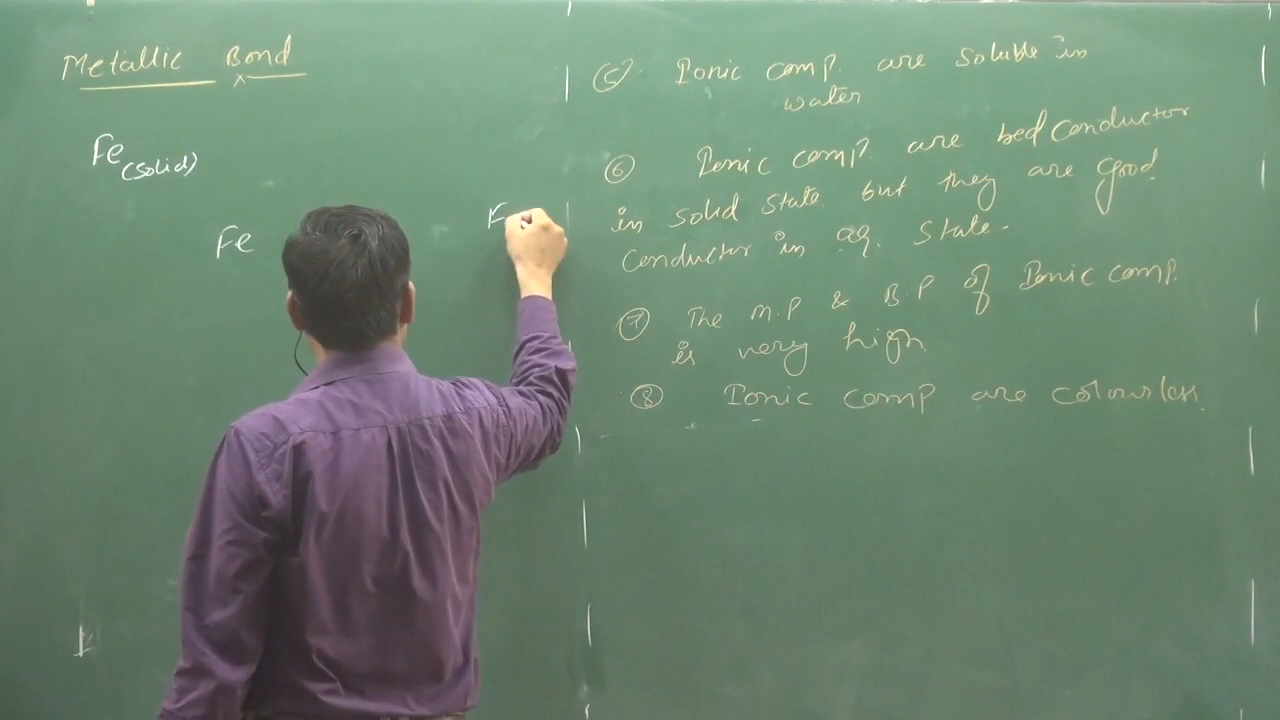 Metallic Bond
Fe(solid)
Fe
F
(5) Ionic comp. are soluble in
water
(6) Ionic comp. are bed conductor
in solid state. but they are good
conductor in aq. state.
(7) The M.P & B.P of Ionic comp.
is very high.
(8) Ionic comp are colourless.